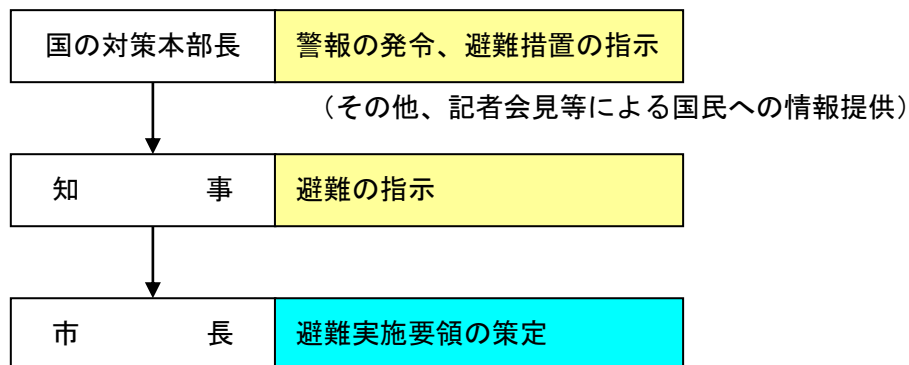 国の対策本部長 警報の発令、避難措置の指示
（その他、記者会見等による国民への情報提供）
知　　　事 避難の指示
市　　　長 避難実施要領の策定